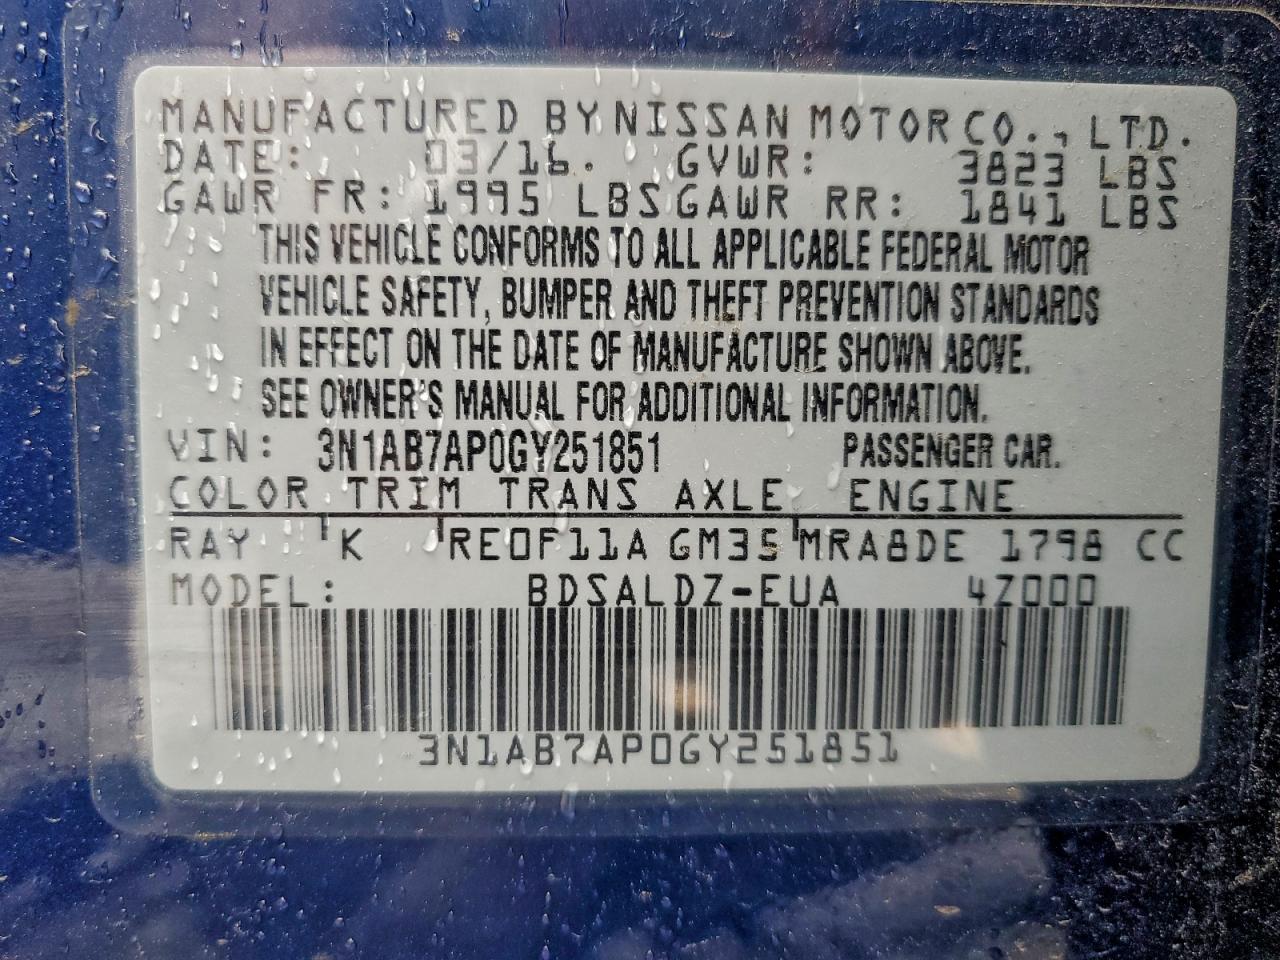 MANUFACTURED BY NISSAN MOTOR CO., LTD.
DATE: 03/16. GVWR: 3823 LBS
GAWR FR: 1995 LBS GAWR RR: 1841 LBS
THIS VEHICLE CONFORMS TO ALL APPLICABLE FEDERAL MOTOR
VEHICLE SAFETY, BUMPER AND THEFT PREVENTION STANDARDS
IN EFFECT ON THE DATE OF MANUFACTURE SHOWN ABOVE.
SEE OWNER'S MANUAL FOR ADDITIONAL INFORMATION.
VIN: 3N1AB7AP0GY251851 PASSENGER CAR.
COLOR TRIM TRANS AXLE ENGINE
RAY K RE0F11A GM35 MRA8DE 1798 CC
MODEL: BDSALDZ-EUA 4Z000
3N1AB7AP0GY251851